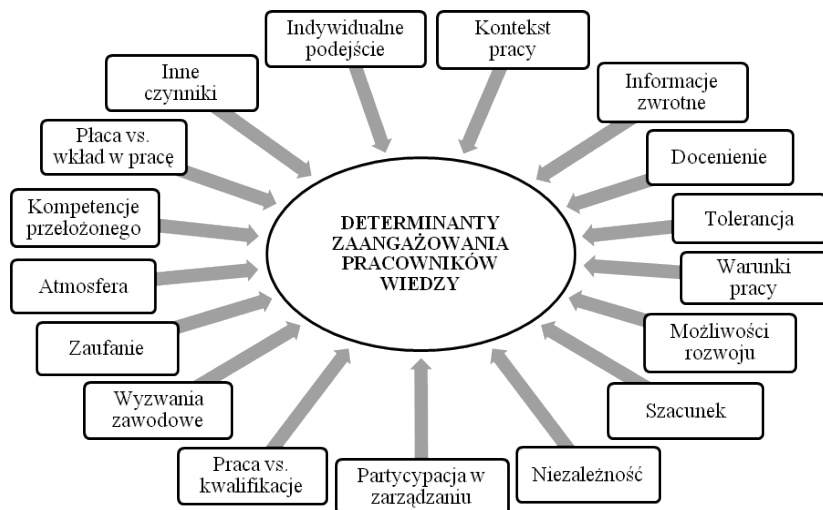 Indywidualne
podejście
Kontekst
pracy
Inne
czynniki
Informacje
zwrotne
Płaca vs.
wkład w pracę
Docenienie
Kompetencje
przełożonego
Tolerancja
DETERMINANTY
ZAANGAŻOWANIA
PRACOWNIKÓW
WIEDZY
Atmosfera
Warunki
pracy
Zaufanie
Możliwości
rozwoju
Wyzwania
zawodowe
Szacunek
Praca vs.
kwalifikacje
Partycypacja w
zarządzaniu
Niezależność